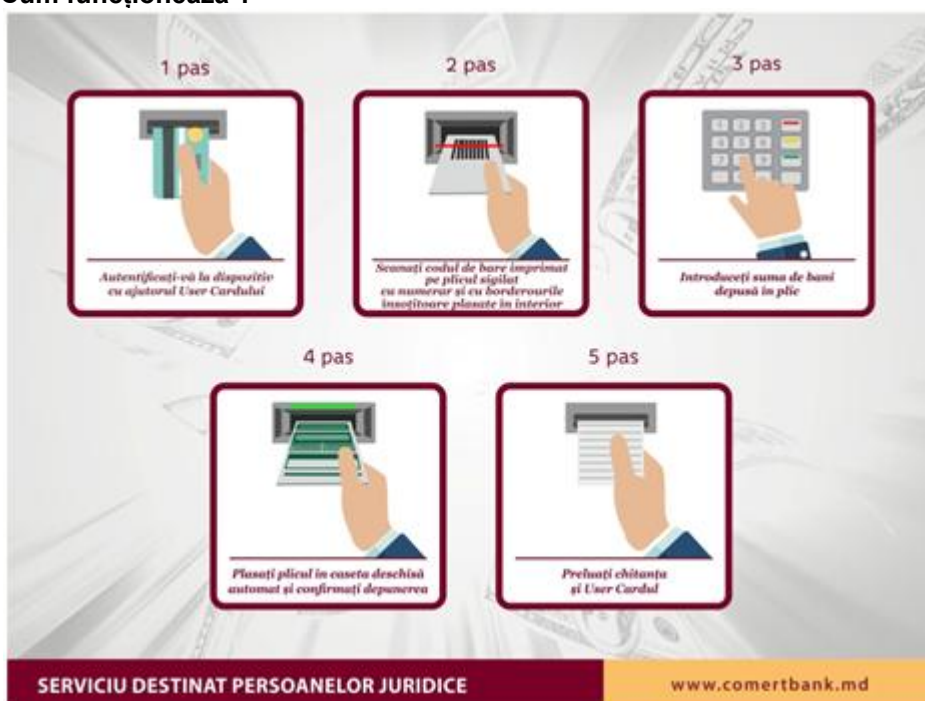 Cum funcționează ?
1 pas
2 pas
3 pas
Autentificați-vă la dispozitiv
cu ajutorul User Cardului
Scanați codul de bare imprimat
pe plicul sigilat
cu numerar și cu borderourile
însoțitoare plasate în interior
Introduceți suma de bani
depusă în plic
4 pas
5 pas
Plasați plicul în caseta deschisă
automat și confirmați depunerea
Preluați chitanța
și User Cardul
SERVICIU DESTINAT PERSOANELOR JURIDICE
www.comertbank.md